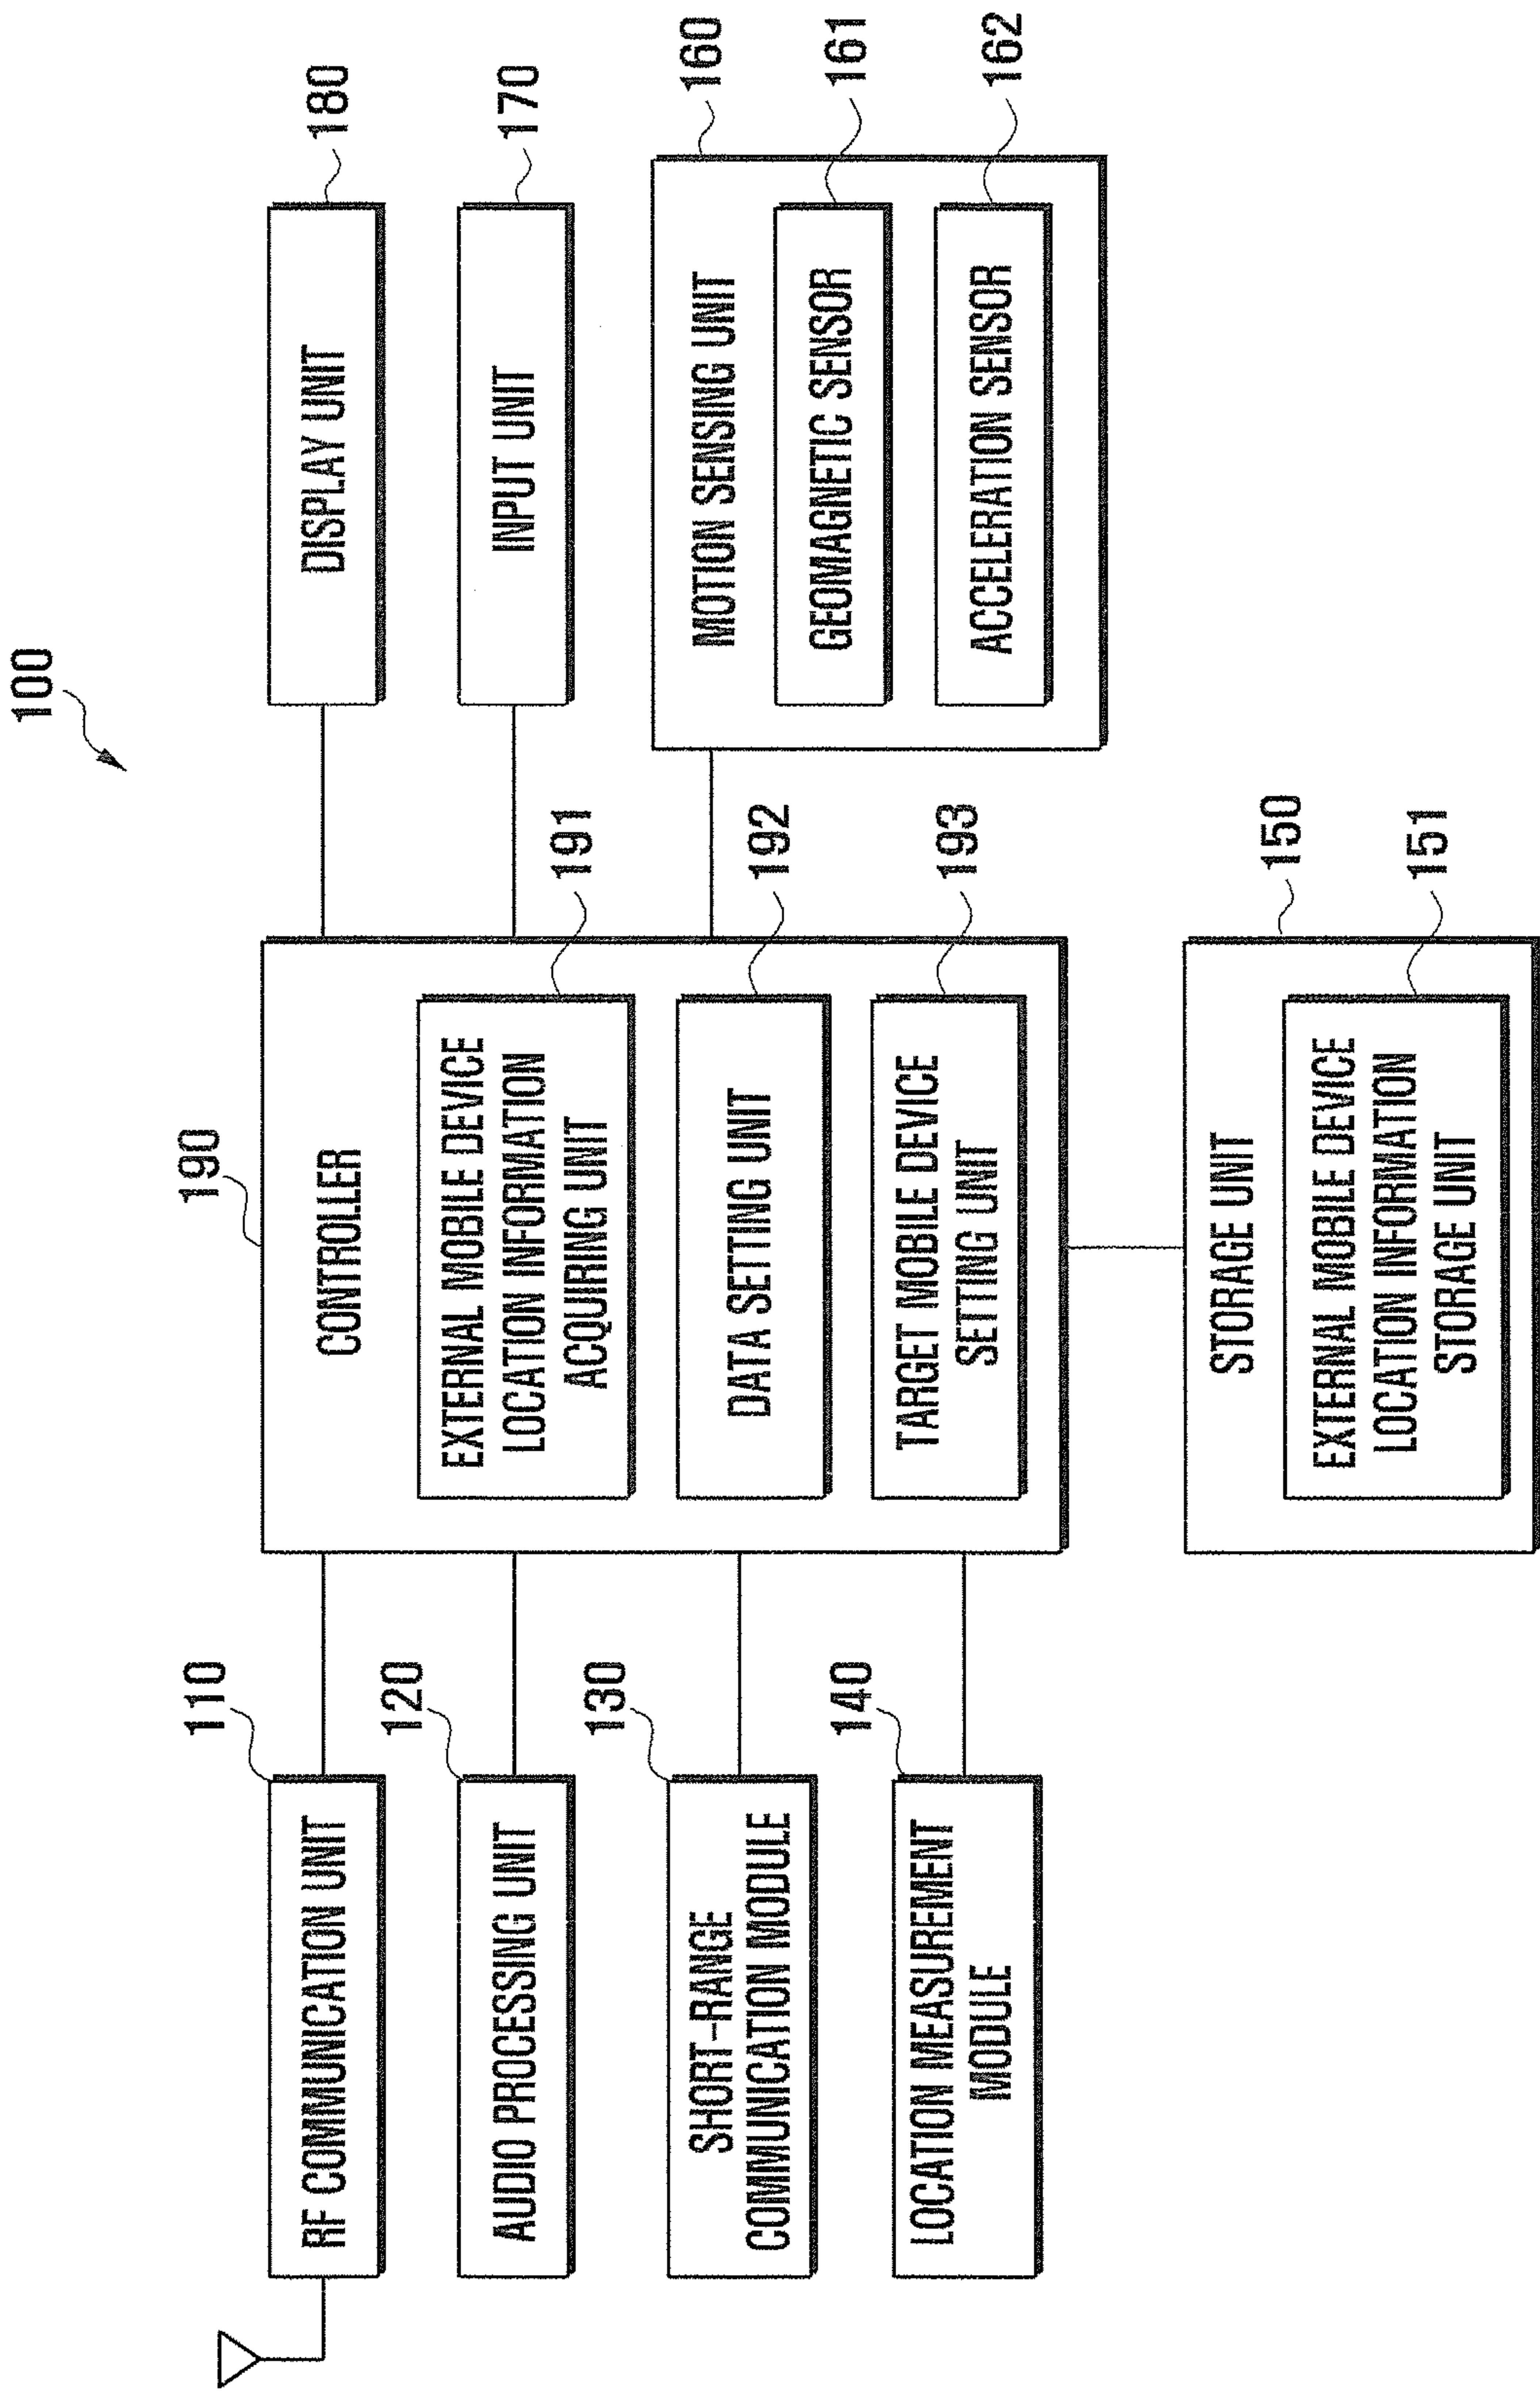 100
190
CONTROLLER
EXTERNAL MOBILE DEVICE
LOCATION INFORMATION
ACQUIRING UNIT
191
DATA SETTING UNIT
192
TARGET MOBILE DEVICE
SETTING UNIT
193
110
RF COMMUNICATION UNIT
120
AUDIO PROCESSING UNIT
130
SHORT-RANGE
COMMUNICATION MODULE
140
LOCATION MEASUREMENT
MODULE
DISPLAY UNIT
180
INPUT UNIT
170
MOTION SENSING UNIT
160
GEOMAGNETIC SENSOR
161
ACCELERATION SENSOR
162
STORAGE UNIT
150
EXTERNAL MOBILE DEVICE
LOCATION INFORMATION
STORAGE UNIT
151